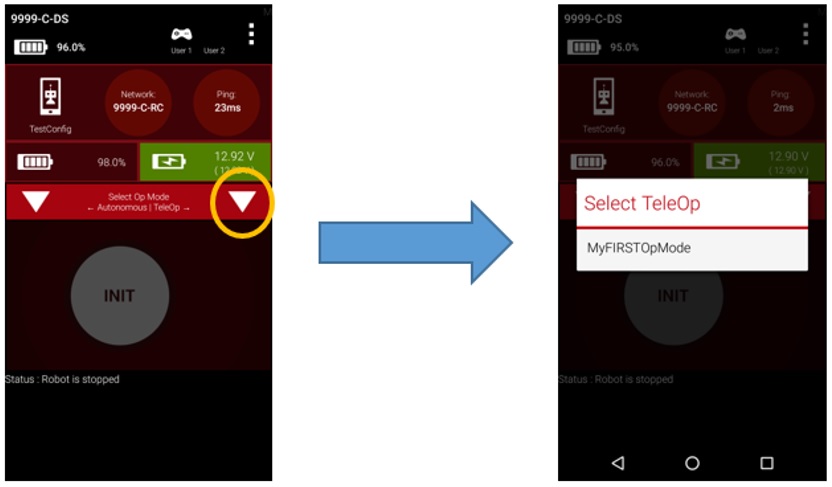 9999-C-DS
96.0%
User 1 User 2
Network:
9999-C-RC
Ping:
23ms
TestConfig
98.0%
12.92 V
Select Op Mode
← Autonomous | TeleOp →
INIT
Status : Robot is stopped
9999-C-DS
95.0%
User 1 User 2
Network:
9999-C-RC
Ping:
2ms
TestConfig
96.0%
12.90 V
( 12.90 V )
Select TeleOp
MyFIRSTOpMode
INIT
Status : Robot is stopped